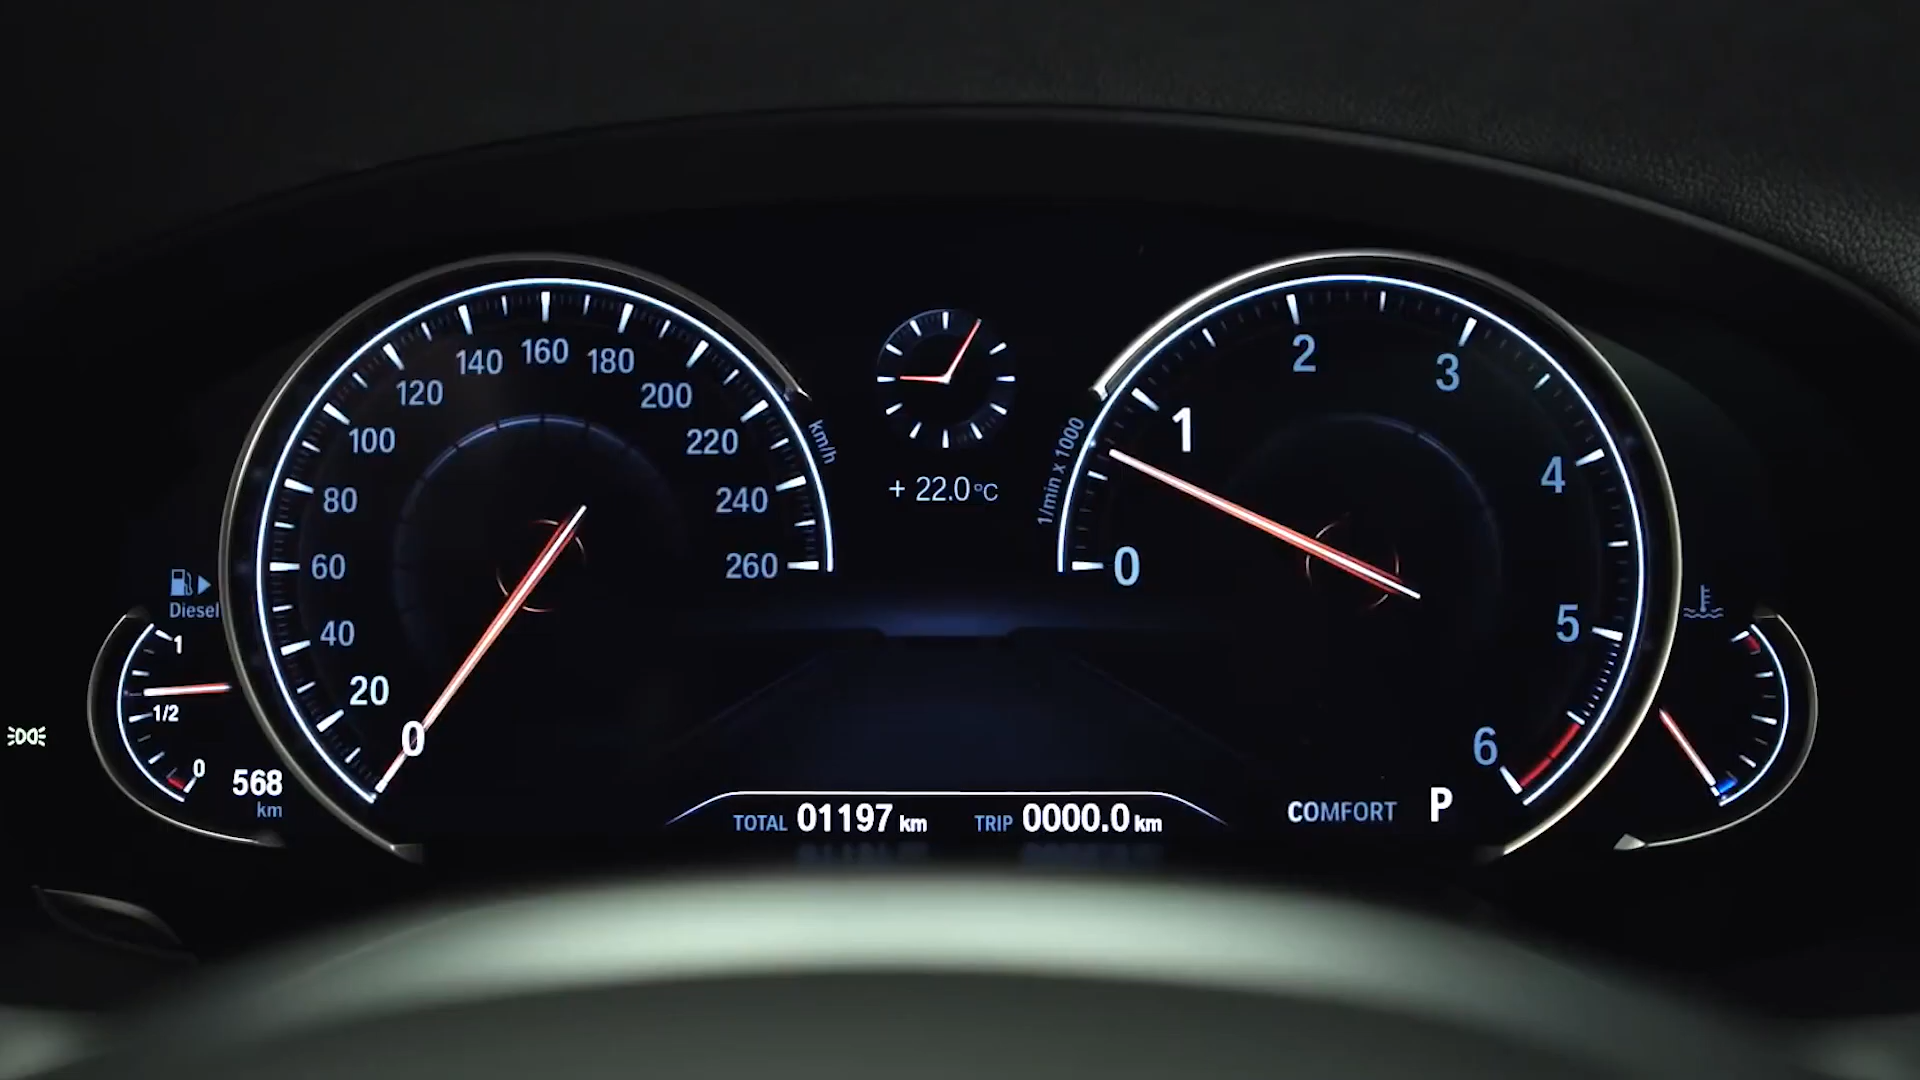 140 160 180
120 200
100 220
80 240
60 260
40
20
0
km/h
+ 22.0°C
1/min x 1000
0
1
2
3
4
5
6
Diesel
1
1/2
0
568
km
TOTAL 01197 km
TRIP 0000.0 km
COMFORT P